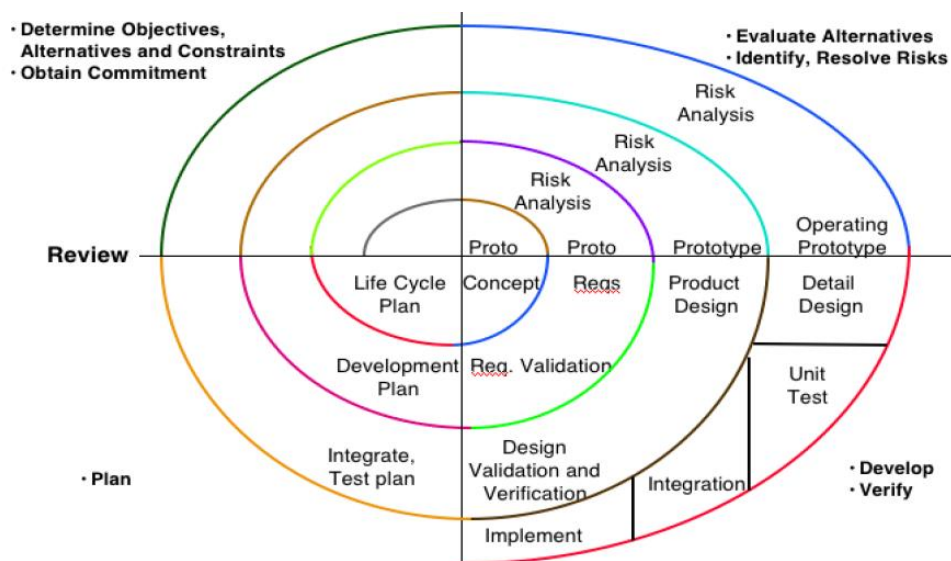 · Determine Objectives,
Alternatives and Constraints
· Obtain Commitment
· Evaluate Alternatives
· Identify, Resolve Risks
Risk
Analysis
Risk
Analysis
Risk
Analysis
Review
Proto
Proto
Prototype
Operating
Prototype
Life Cycle
Plan
Concept
Reqs
Product
Design
Detail
Design
Development
Plan
Req. Validation
Unit
Test
Integrate,
Test plan
Design
Validation and
Verification
Integration
Implement
· Plan
· Develop
· Verify